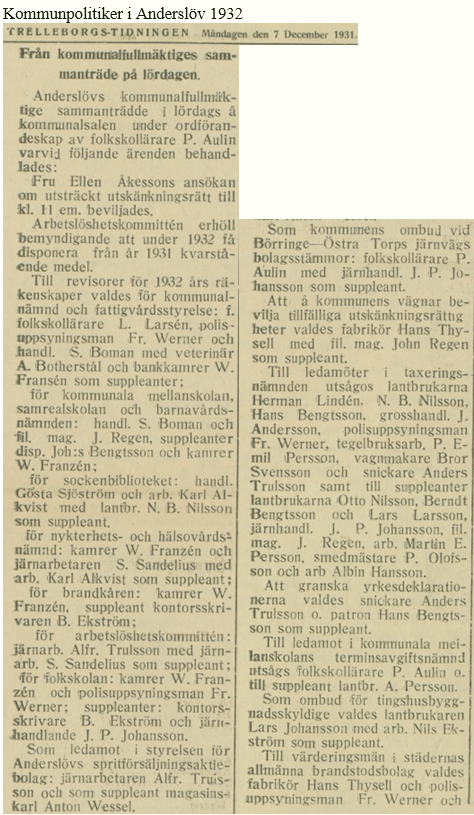 Kommunpolitiker i Anderslöv 1932
TRELLEBORGS-TIDNINGEN Måndagen den 7 December 1931.
Från kommunalfullmäktiges sam-
manträde på lördagen.
Anderslövs kommunalfullmäk-
tige sammanträdde i lördags å
kommunalsalen under ordföran-
deskap av folkskollärare P. Aulin
varvid följande ärenden behand-
lades:
Fru Ellen Åkessons ansökan
om utsträckt utskänkningsrätt till
kl. 11 em. beviljades.
Arbetslöshetskommittén erhöll
bemyndigande att under 1932 få
disponera från år 1931 kvarstå-
ende medel.
Till revisorer för 1932 års rä-
kenskaper valdes för kommunal-
nämnd och fattigvårdsstyrelse: f.
folkskollärare L. Larsén, polis-
uppsyningsman Fr. Werner och
handl. S. Boman med veterinär
A. Botherstål och bankkamrer W.
Fransén som suppleanter;
för kommunala mellanskolan,
samrealskolan och barnavårds-
nämnden: handl. S. Boman och
fil. mag. J. Regen, suppleanter
disp. Joh:s Bengtsson och kamrer
W. Franzén;
för sockenbiblioteket: handl.
Gösta Sjöström och arb. Karl Al-
kvist med lantbr. N. B. Nilsson
som suppleant.
för nykterhets- och hälsovårds-
nämnd: kamrer W. Franzén och
järnarbetaren S. Sandelius med
arb. Karl Alkvist som suppleant;
för brandkåren: kamrer W.
Franzén, suppleant kontorsskri-
varen B. Ekström;
för arbetslöshetskommittén:
järnarb. Alfr. Trulsson med järn-
arb. S. Sandelius som suppleant;
för folkskolan: kamrer W. Fran-
zén och polisuppsyningsman Fr.
Werner; suppleanter: kontors-
skrivare B. Ekström och järn-
handlande J. P. Johansson.
Som ledamot i styrelsen för
Anderslövs spritförsäljningsaktie-
bolag: järnarbetaren Alfr. Truls-
son och som suppleant magasins-
karl Anton Wessel.
Som kommunens ombud vid
Börringe—Östra Torps järnvägs
bolagsstämmor: folkskollärare P.
Aulin med järnhandl. J. P. Jo-
hansson som suppleant.
Att å kommunens vägnar be-
vilja tillfälliga utskänkningsrättig
heter valdes fabrikör Hans Thy-
sell med fil. mag. John Regen
som suppleant.
Till ledamöter i taxerings-
nämnden utsågos lantbrukarna
Herman Lindén. N. B. Nilsson,
Hans Bengtsson, grosshandl. J.
Andersson, polisuppsyningsman
Fr. Werner, tegelbruksarb. P. E-
mil Persson, vagnmakare Bror
Svensson och snickare Anders
Trulsson samt till suppleanter
lantbrukarna Otto Nilsson, Berndt
Bengtsson och Lars Larsson,
järnhandl. J. P. Johansson, fil.
mag. J. Regén, arb. Martin E.
Persson, smedmästare P. Olofs-
son och arb Albin Hansson.
Att granska yrkesdeklaratio-
nerna valdes snickare Anders
Trulsson o. patron Hans Bengts-
son som suppleant.
Till ledamot i kommunala mel-
lanskolans terminsavgiftsnämnd
utsågs folkskollärare P. Aulin o.
till suppleant lantbr. A. Persson.
Som ombud för tingshusbygg-
nadsskyldige valdes lantbrukaren
Lars Johansson med arb. Nils Ek-
ström som suppleant.
Till värderingsmän i städernas
allmänna brandstodsbolag valdes
fabrikör Hans Thysell och polis-
uppsyningsman Fr. Werner och